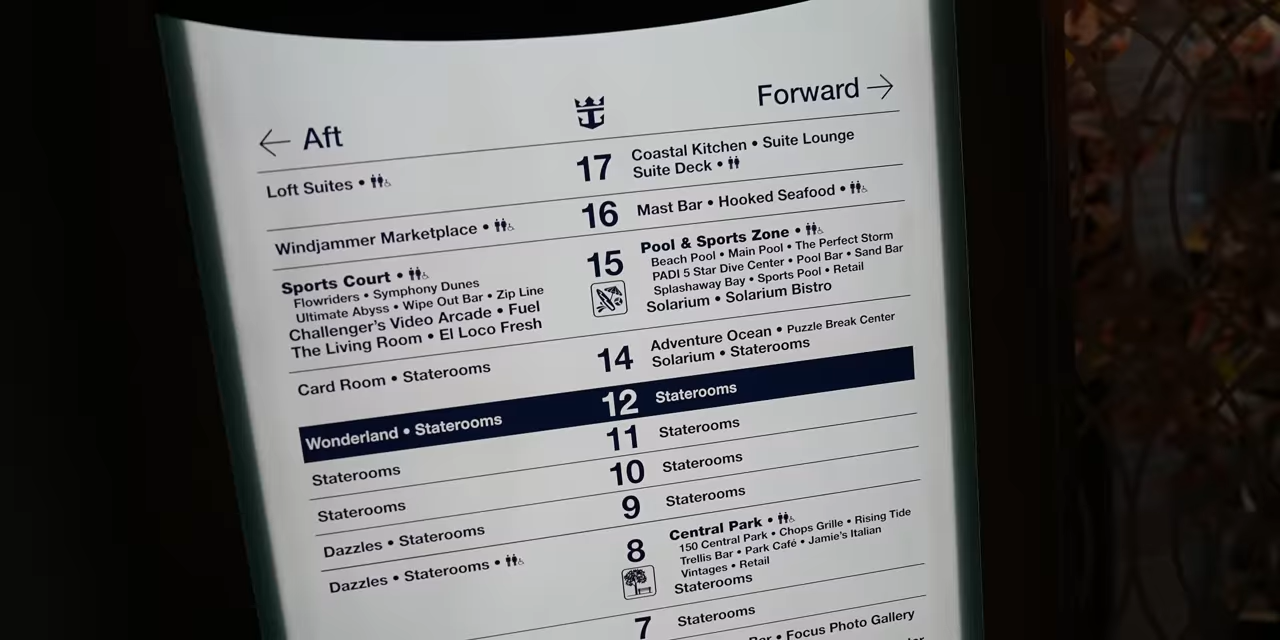 ← Aft
Forward →
Loft Suites •
17
Coastal Kitchen • Suite Lounge
Suite Deck •
Windjammer Marketplace •
16
Mast Bar • Hooked Seafood •
Sports Court •
Flowriders • Symphony Dunes
Ultimate Abyss • Wipe Out Bar • Zip Line
Challenger's Video Arcade • Fuel
The Living Room • El Loco Fresh
15
Pool & Sports Zone •
Beach Pool • Main Pool • The Perfect Storm
PADI 5 Star Dive Center • Pool Bar • Sand Bar
Splashaway Bay • Sports Pool • Retail
Solarium • Solarium Bistro
Card Room • Staterooms
14
Adventure Ocean • Puzzle Break Center
Solarium • Staterooms
Wonderland • Staterooms
12
Staterooms
Staterooms
11
Staterooms
Staterooms
10
Staterooms
Dazzles • Staterooms
9
Staterooms
Dazzles • Staterooms •
8
Central Park •
150 Central Park • Chops Grille • Rising Tide
Trellis Bar • Park Café • Jamie's Italian
Vintages • Retail
Staterooms
7
Staterooms
Bar • Focus Photo Gallery